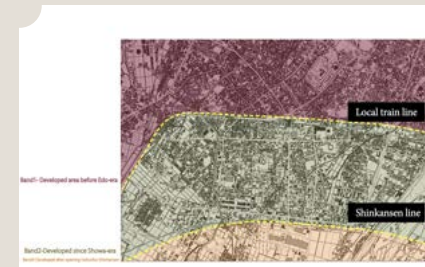 Local train line
Band1- Developed area before Edo-era
Shinkansen line
Band2-Developed since Showa-era